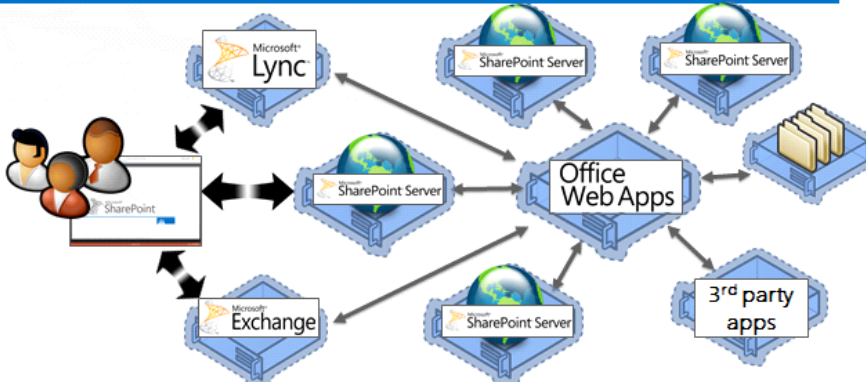 Microsoft®
Lync
Microsoft®
SharePoint Server
Microsoft®
SharePoint Server
SharePoint
Microsoft®
SharePoint Server
Office
Web Apps
Microsoft®
Exchange
Microsoft®
SharePoint Server
3rd party
apps